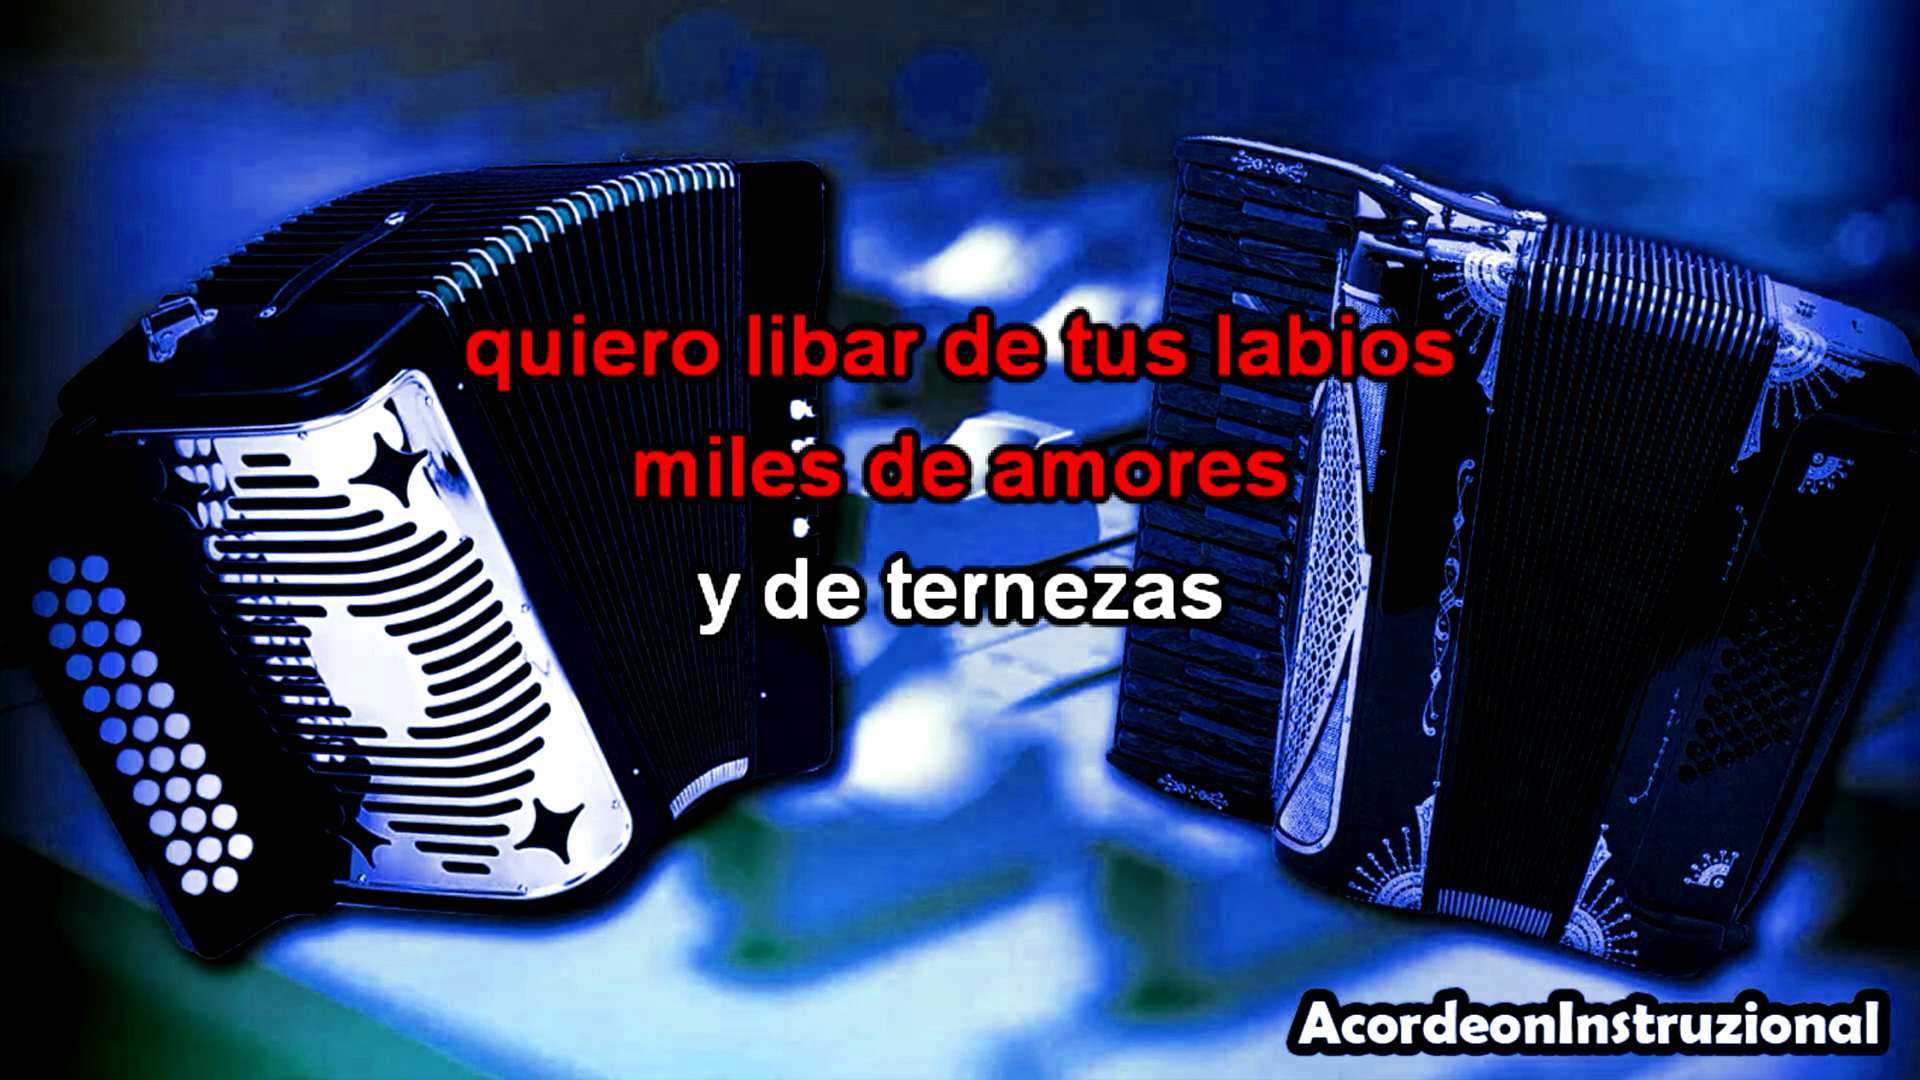 quiero libar de tus labios
miles de amores
y de ternezas
AcordeonInstruzional